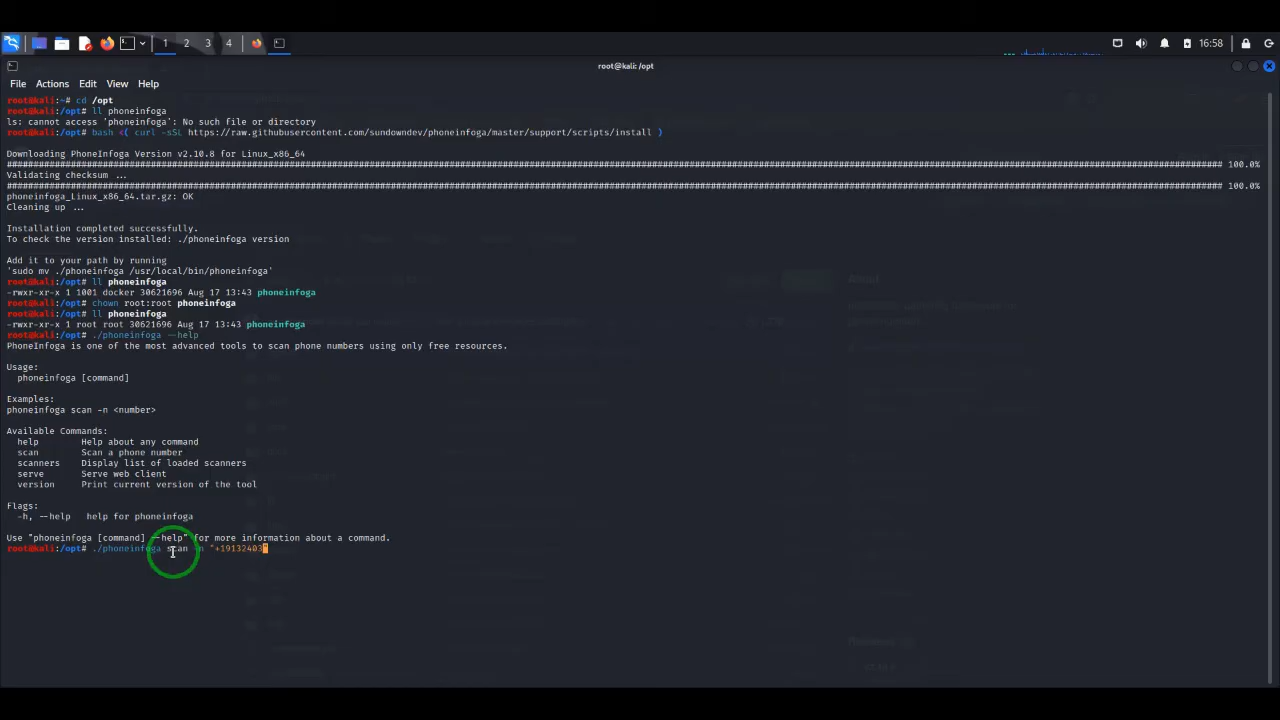 1 2 3 4 16:58
root@kali: /opt
File Actions Edit View Help
root@kali:~# cd /opt
root@kali:/opt# ll phoneinfoga
ls: cannot access 'phoneinfoga': No such file or directory
root@kali:/opt# bash <( curl -sSL https://raw.githubusercontent.com/sundowndev/phoneinfoga/master/support/scripts/install )
Downloading PhoneInfoga Version v2.10.8 for Linux_x86_64
100.0%
Validating checksum ...
100.0%
phoneinfoga_Linux_x86_64.tar.gz: OK
Cleaning up ...
Installation completed successfully.
To check the version installed: ./phoneinfoga version
Add it to your path by running
'sudo mv ./phoneinfoga /usr/local/bin/phoneinfoga'
root@kali:/opt# ll phoneinfoga
-rwxr-xr-x 1 1001 docker 30621696 Aug 17 13:43 phoneinfoga
root@kali:/opt# chown root:root phoneinfoga
root@kali:/opt# ll phoneinfoga
-rwxr-xr-x 1 root root 30621696 Aug 17 13:43 phoneinfoga
root@kali:/opt# ./phoneinfoga --help
PhoneInfoga is one of the most advanced tools to scan phone numbers using only free resources.
Usage:
phoneinfoga [command]
Examples:
phoneinfoga scan -n <number>
Available Commands:
help Help about any command
scan Scan a phone number
scanners Display list of loaded scanners
serve Serve web client
version Print current version of the tool
Flags:
-h, --help help for phoneinfoga
Use "phoneinfoga [command] --help" for more information about a command.
root@kali:/opt# ./phoneinfoga scan -n "+19132403"